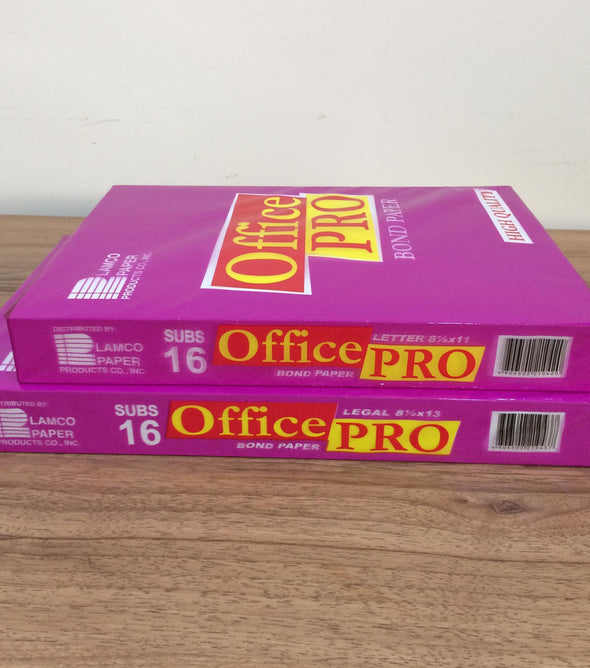 Office
PRO
BOND PAPER
HIGH QUALITY
LAMCO
PAPER
PRODUCTS CO., INC.
DISTRIBUTED BY:
LAMCO
PAPER
PRODUCTS CO., INC.
SUBS
16
Office
PRO
BOND PAPER
LETTER 8½x11
LAMCO
PAPER
PRODUCTS CO., INC.
SUBS
16
Office
PRO
BOND PAPER
LEGAL 8½x13